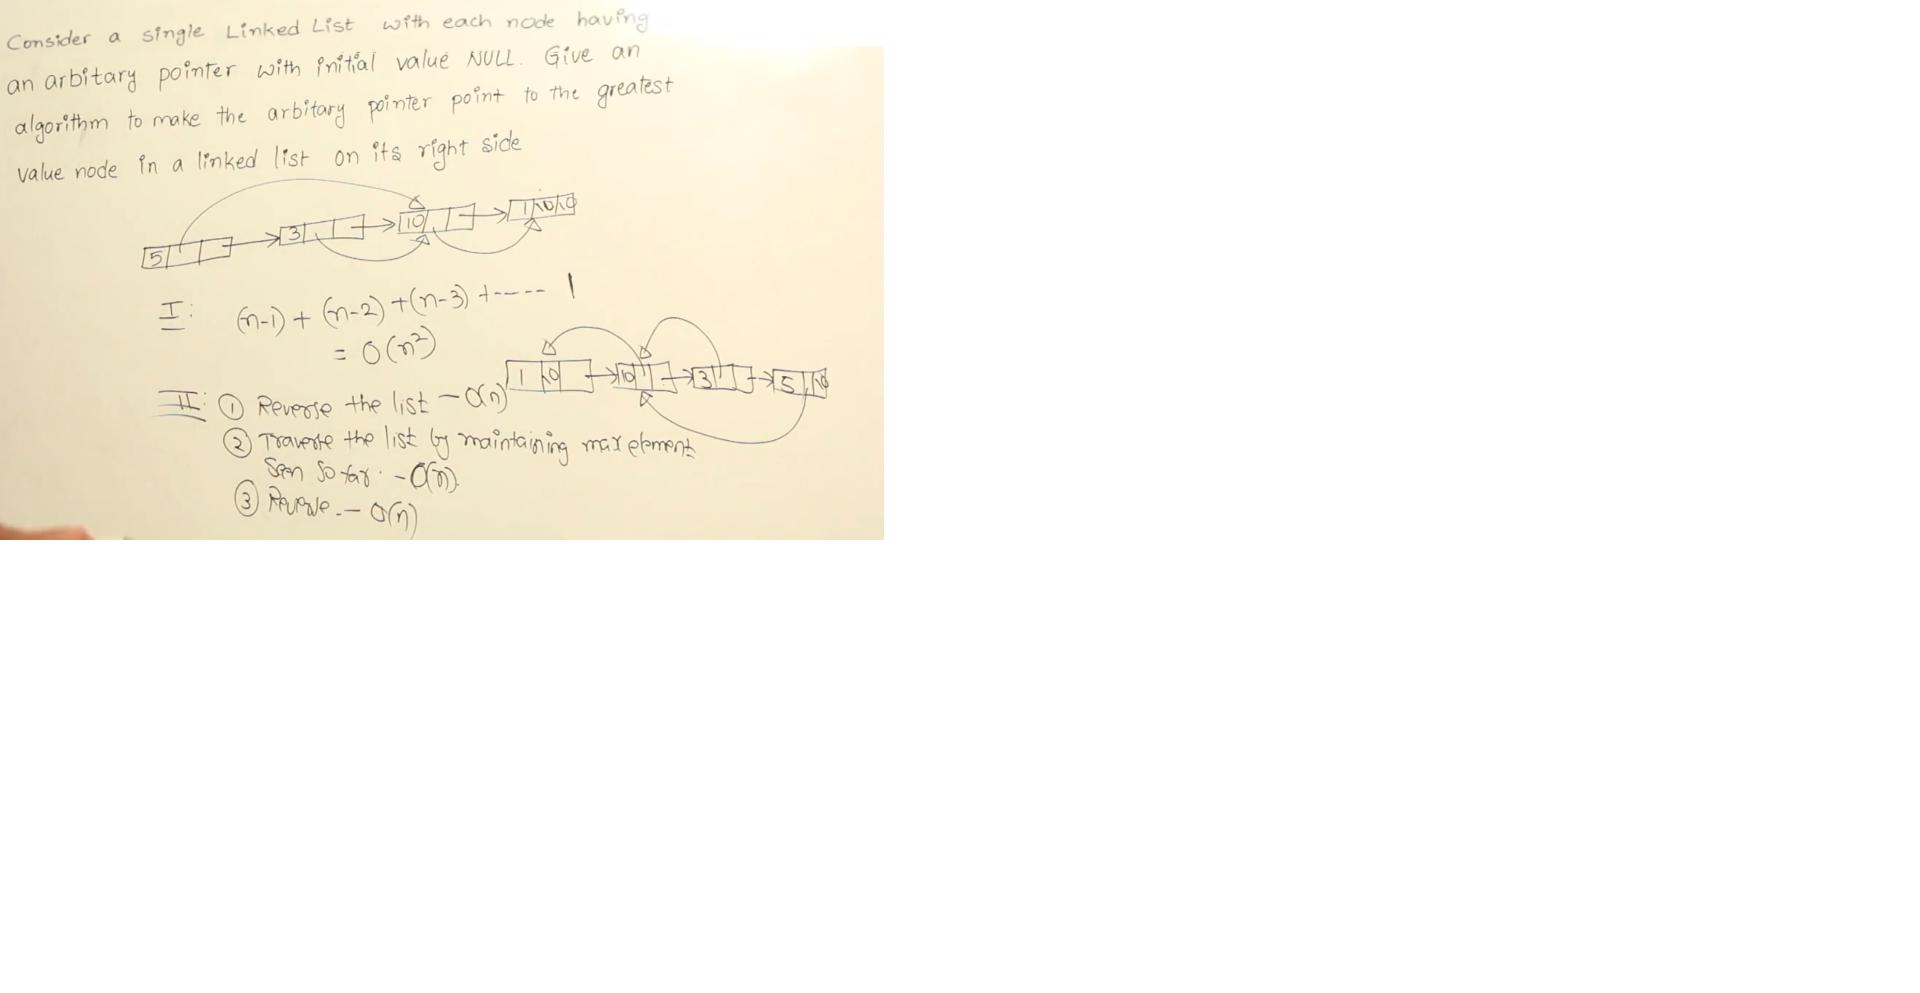 Consider a single Linked List with each node having
an arbitary pointer with initial value NULL. Give an
algorithm to make the arbitary pointer point to the greatest
value node in a linked list on its right side
5 3 10 1 \0 \0
I: (n-1) + (n-2) + (n-3) + ----- 1
= O(n²)
1 \0 10 3 5 \0
II: ① Reverse the list - O(n)
② Traverse the list by maintaining max element
Seen So far. - O(n).
③ Reverse. - O(n)